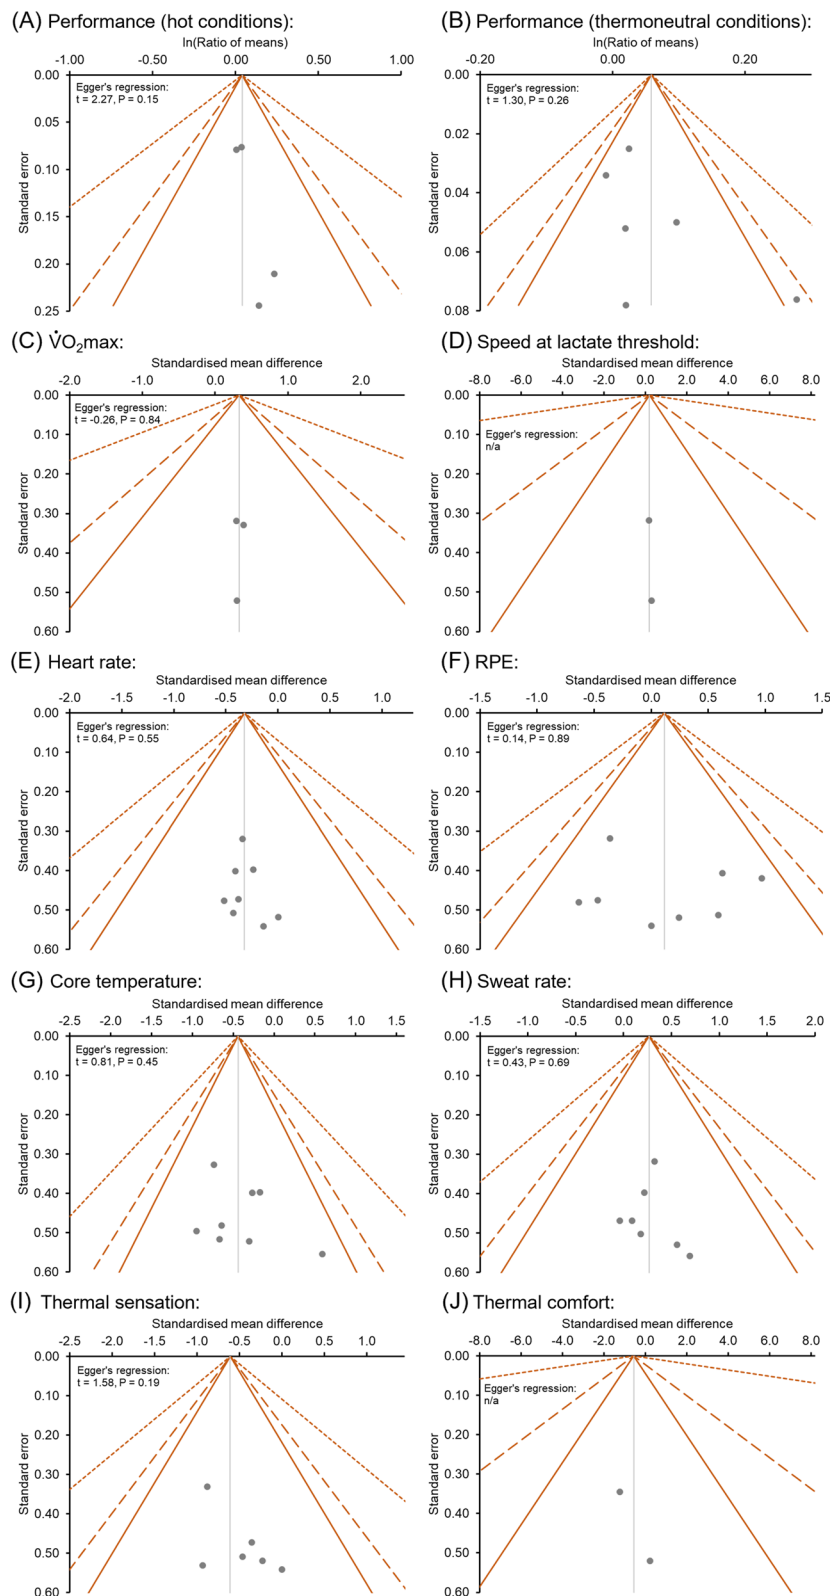 (A) Performance (hot conditions):
ln(Ratio of means)
-1.00 -0.50 0.00 0.50 1.00
0.00
0.05
0.10
0.15
0.20
0.25
Standard error
Egger's regression:
t = 2.27, P = 0.15
(B) Performance (thermoneutral conditions):
ln(Ratio of means)
-0.20 0.00 0.20
0.00
0.02
0.04
0.06
0.08
Standard error
Egger's regression:
t = 1.30, P = 0.26
(C) V̇O2max:
Standardised mean difference
-2.0 -1.0 0.0 1.0 2.0
0.00
0.10
0.20
0.30
0.40
0.50
0.60
Standard error
Egger's regression:
t = -0.26, P = 0.84
(D) Speed at lactate threshold:
Standardised mean difference
-8.0 -6.0 -4.0 -2.0 0.0 2.0 4.0 6.0 8.0
0.00
0.10
0.20
0.30
0.40
0.50
0.60
Standard error
Egger's regression:
n/a
(E) Heart rate:
Standardised mean difference
-2.0 -1.5 -1.0 -0.5 0.0 0.5 1.0
0.00
0.10
0.20
0.30
0.40
0.50
0.60
Standard error
Egger's regression:
t = 0.64, P = 0.55
(F) RPE:
Standardised mean difference
-1.5 -1.0 -0.5 0.0 0.5 1.0 1.5
0.00
0.10
0.20
0.30
0.40
0.50
0.60
Standard error
Egger's regression:
t = 0.14, P = 0.89
(G) Core temperature:
Standardised mean difference
-2.5 -2.0 -1.5 -1.0 -0.5 0.0 0.5 1.0 1.5
0.00
0.10
0.20
0.30
0.40
0.50
0.60
Standard error
Egger's regression:
t = 0.81, P = 0.45
(H) Sweat rate:
Standardised mean difference
-1.5 -1.0 -0.5 0.0 0.5 1.0 1.5 2.0
0.00
0.10
0.20
0.30
0.40
0.50
0.60
Standard error
Egger's regression:
t = 0.43, P = 0.69
(I) Thermal sensation:
Standardised mean difference
-2.5 -2.0 -1.5 -1.0 -0.5 0.0 0.5 1.0
0.00
0.10
0.20
0.30
0.40
0.50
0.60
Standard error
Egger's regression:
t = 1.58, P = 0.19
(J) Thermal comfort:
Standardised mean difference
-8.0 -6.0 -4.0 -2.0 0.0 2.0 4.0 6.0 8.0
0.00
0.10
0.20
0.30
0.40
0.50
0.60
Standard error
Egger's regression:
n/a